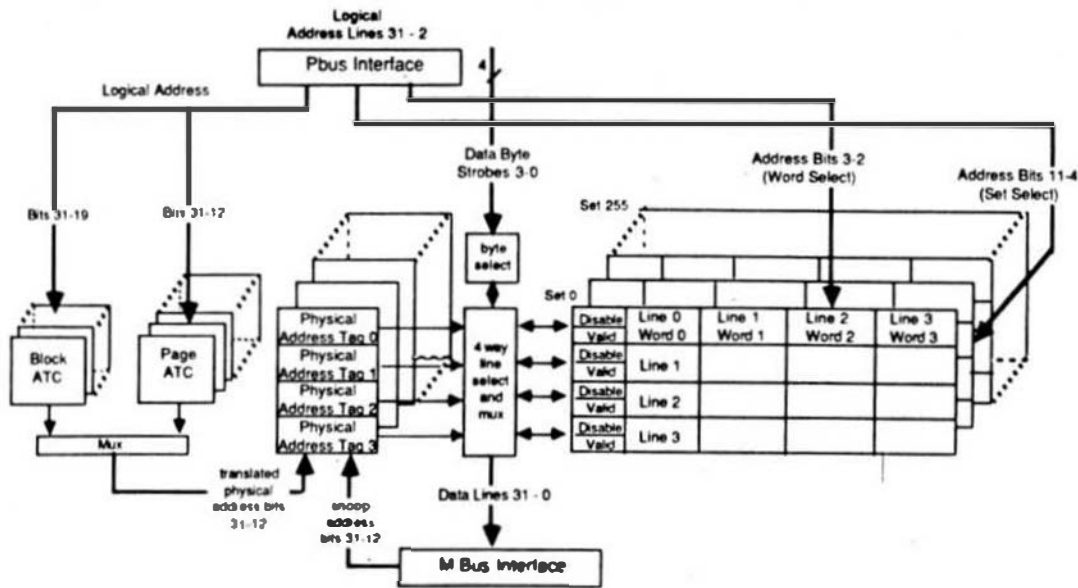 Logical
Address Lines 31 - 2
Pbus Interface
4
Logical Address
Data Byte
Strobes 3-0
Address Bits 3-2
(Word Select)
Address Bits 11-4
(Set Select)
Bits 31-19
Bits 31-12
Set 255
byte
select
Set 0
Block
ATC
Page
ATC
Mux
Physical
Address Tag 0
Physical
Address Tag 1
Physical
Address Tag 2
Physical
Address Tag 3
4 way
line
select
and
mux
Disable
Valid
Line 0
Word 0
Line 1
Word 1
Line 2
Word 2
Line 3
Word 3
Disable
Valid
Line 1
Disable
Valid
Line 2
Disable
Valid
Line 3
translated
physical
address bits
31-12
snoop
address
bits 31-12
Data Lines 31 - 0
M Bus Interface